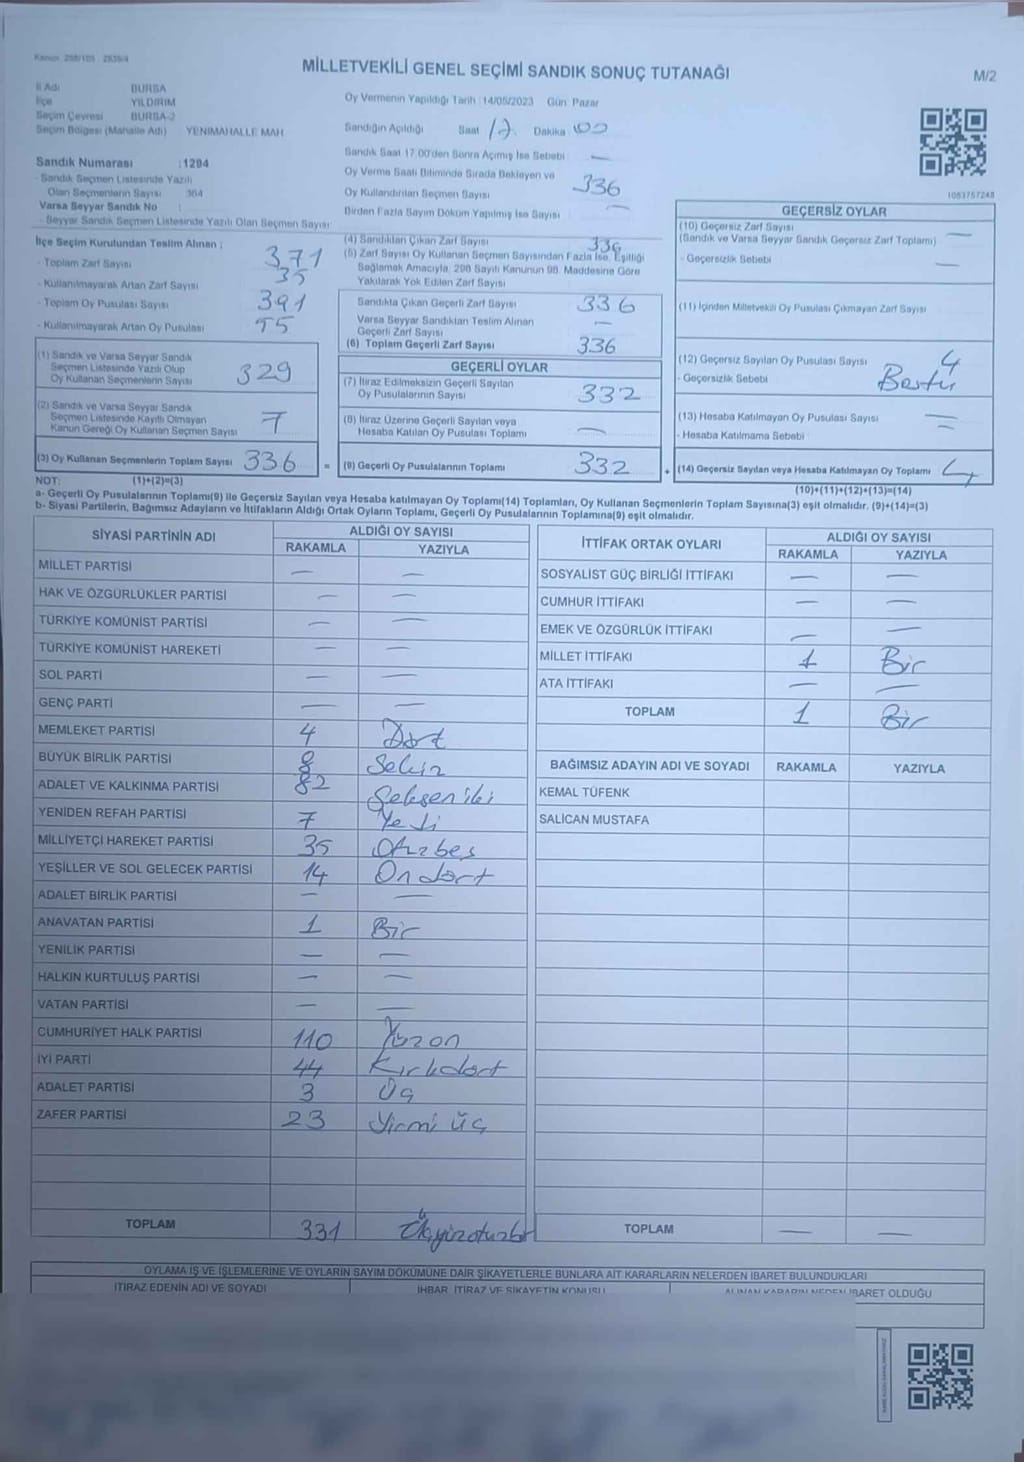 Kanun: 298/105 - 2839/4
MİLLETVEKİLİ GENEL SEÇİMİ SANDIK SONUÇ TUTANAĞI
M/2
İl Adı BURSA
İlçe YILDIRIM
Seçim Çevresi BURSA-2
Seçim Bölgesi (Mahalle Adı) YENİMAHALLE MAH.
Sandık Numarası :1294
- Sandık Seçmen Listesinde Yazılı
Olan Seçmenlerin Sayısı 364
Varsa Seyyar Sandık No :
- Seyyar Sandık Seçmen Listesinde Yazılı Olan Seçmen Sayısı:
Oy Vermenin Yapıldığı Tarih :14/05/2023 Gün: Pazar
Sandığın Açıldığı Saat 17 Dakika 00
Sandık Saat 17:00'den Sonra Açımış İse Sebebi —
Oy Verme Saati Bitiminde Sırada Bekleyen ve
Oy Kullandırılan Seçmen Sayısı 336
Birden Fazla Sayım Döküm Yapılmış İse Sayısı —
1083757248
İlçe Seçim Kurulundan Teslim Alınan ;
- Toplam Zarf Sayısı 371
- Kullanılmayarak Artan Zarf Sayısı 35
- Toplam Oy Pusulası Sayısı 391
- Kullanılmayarak Artan Oy Pusulası 55
(1) Sandık ve Varsa Seyyar Sandık
Seçmen Listesinde Yazılı Olup
Oy Kullanan Seçmenlerin Sayısı 329
(2) Sandık ve Varsa Seyyar Sandık
Seçmen Listesinde Kayıtlı Olmayan
Kanun Gereği Oy Kullanan Seçmen Sayısı 7
(3) Oy Kullanan Seçmenlerin Toplam Sayısı 336 =
(4) Sandıktan Çıkan Zarf Sayısı 336
(5) Zarf Sayısı Oy Kullanan Seçmen Sayısından Fazla İse, Eşitliği
Sağlamak Amacıyla, 298 Sayılı Kanunun 98. Maddesine Göre
Yakılarak Yok Edilen Zarf Sayısı
Sandıkta Çıkan Geçerli Zarf Sayısı 336
Varsa Seyyar Sandıktan Teslim Alınan
Geçerli Zarf Sayısı —
(6) Toplam Geçerli Zarf Sayısı 336
GEÇERLİ OYLAR
(7) İtiraz Edilmeksizin Geçerli Sayılan
Oy Pusulalarının Sayısı 332
(8) İtiraz Üzerine Geçerli Sayılan veya
Hesaba Katılan Oy Pusulası Toplamı —
(9) Geçerli Oy Pusulalarının Toplamı 332 +
GEÇERSİZ OYLAR
(10) Geçersiz Zarf Sayısı —
(Sandık ve Varsa Seyyar Sandık Geçersiz Zarf Toplamı)
- Geçersizlik Sebebi —
(11) İçinden Milletvekili Oy Pusulası Çıkmayan Zarf Sayısı
(12) Geçersiz Sayılan Oy Pusulası Sayısı 4
- Geçersizlik Sebebi
(13) Hesaba Katılmayan Oy Pusulası Sayısı —
- Hesaba Katılmama Sebebi
(14) Geçersiz Sayılan veya Hesaba Katılmayan Oy Toplamı 4
NOT: (1)+(2)=(3)
(10)+(11)+(12)+(13)=(14)
a- Geçerli Oy Pusulalarının Toplamı(9) ile Geçersiz Sayılan veya Hesaba katılmayan Oy Toplamı(14) Toplamları, Oy Kullanan Seçmenlerin Toplam Sayısına(3) eşit olmalıdır. (9)+(14)=(3)
b- Siyasi Partilerin, Bağımsız Adayların ve İttifakların Aldığı Ortak Oyların Toplamı, Geçerli Oy Pusulalarının Toplamına(9) eşit olmalıdır.
SİYASİ PARTİNİN ADI
ALDIĞI OY SAYISI
RAKAMLA YAZIYLA
MİLLET PARTİSİ — —
HAK VE ÖZGÜRLÜKLER PARTİSİ — —
TÜRKİYE KOMÜNİST PARTİSİ — —
TÜRKİYE KOMÜNİST HAREKETİ — —
SOL PARTİ — —
GENÇ PARTİ — —
MEMLEKET PARTİSİ 4 Dört
BÜYÜK BİRLİK PARTİSİ 8 Sekiz
ADALET VE KALKINMA PARTİSİ 82 Seksen iki
YENİDEN REFAH PARTİSİ 7 Yedi
MİLLİYETÇİ HAREKET PARTİSİ 35 Otuzbeş
YEŞİLLER VE SOL GELECEK PARTİSİ 14 Ondört
ADALET BİRLİK PARTİSİ — —
ANAVATAN PARTİSİ 1 Bir
YENİLİK PARTİSİ — —
HALKIN KURTULUŞ PARTİSİ — —
VATAN PARTİSİ — —
CUMHURİYET HALK PARTİSİ 110 Yüzon
İYİ PARTİ 44 Kırkdört
ADALET PARTİSİ 3 Üç
ZAFER PARTİSİ 23 Yirmi üç
TOPLAM 331 Üçyüzotuzbir
İTTİFAK ORTAK OYLARI
ALDIĞI OY SAYISI
RAKAMLA YAZIYLA
SOSYALİST GÜÇ BİRLİĞİ İTTİFAKI — —
CUMHUR İTTİFAKI — —
EMEK VE ÖZGÜRLÜK İTTİFAKI — —
MİLLET İTTİFAKI 1 Bir
ATA İTTİFAKI — —
TOPLAM 1 Bir
BAĞIMSIZ ADAYIN ADI VE SOYADI RAKAMLA YAZIYLA
KEMAL TÜFENK
SALİCAN MUSTAFA
TOPLAM — —
OYLAMA İŞ VE İŞLEMLERİNE VE OYLARIN SAYIM DÖKÜMÜNE DAİR ŞİKAYETLERLE BUNLARA AİT KARARLARIN NELERDEN İBARET BULUNDUKLARI
İTİRAZ EDENİN ADI VE SOYADI İHBAR, İTİRAZ VE ŞİKAYETİN KONUSU ALINAN KARARIN NEDEN İBARET OLDUĞU